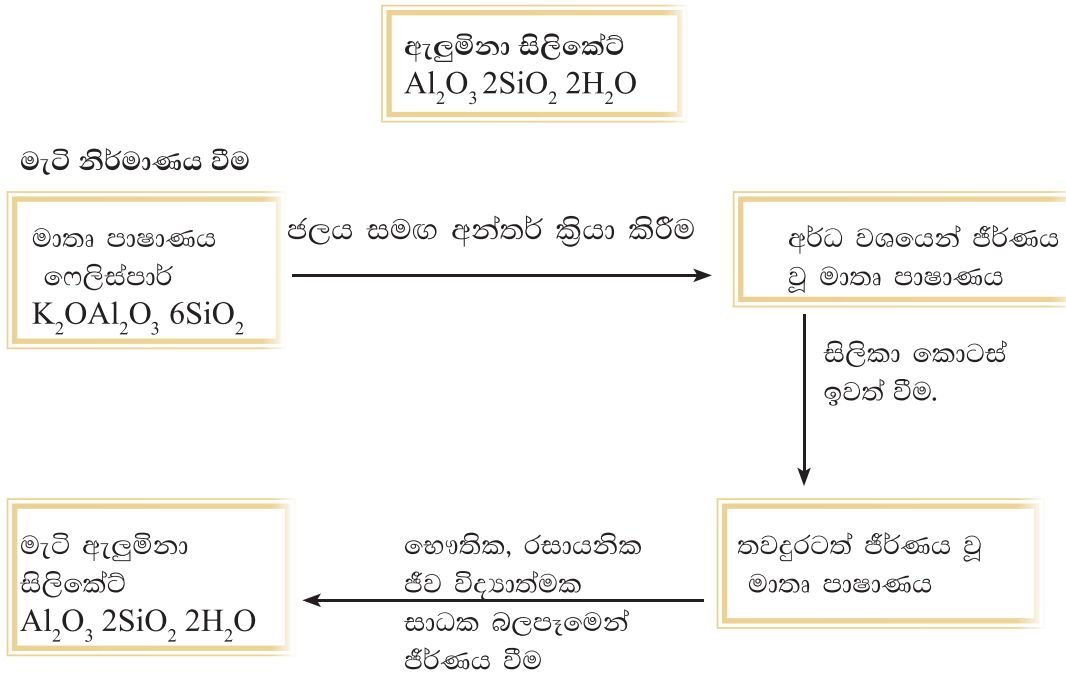 ඇලුමිනා සිලිකේට්
Al₂O₃ 2SiO₂ 2H₂O
මැටි නිර්මාණය වීම
මාතෘ පාෂාණය
ෆෙලිස්පාර්
K₂OAl₂O₃ 6SiO₂
ජලය සමඟ අන්තර් ක්‍රියා කිරීම
අර්ධ වශයෙන් ජීර්ණය
වූ මාතෘ පාෂාණය
සිලිකා කොටස්
ඉවත් වීම.
තවදුරටත් ජීර්ණය වූ
මාතෘ පාෂාණය
භෞතික, රසායනික
ජීව විද්‍යාත්මක
සාධක බලපෑමෙන්
ජීර්ණය වීම
මැටි ඇලුමිනා
සිලිකේට්
Al₂O₃ 2SiO₂ 2H₂O